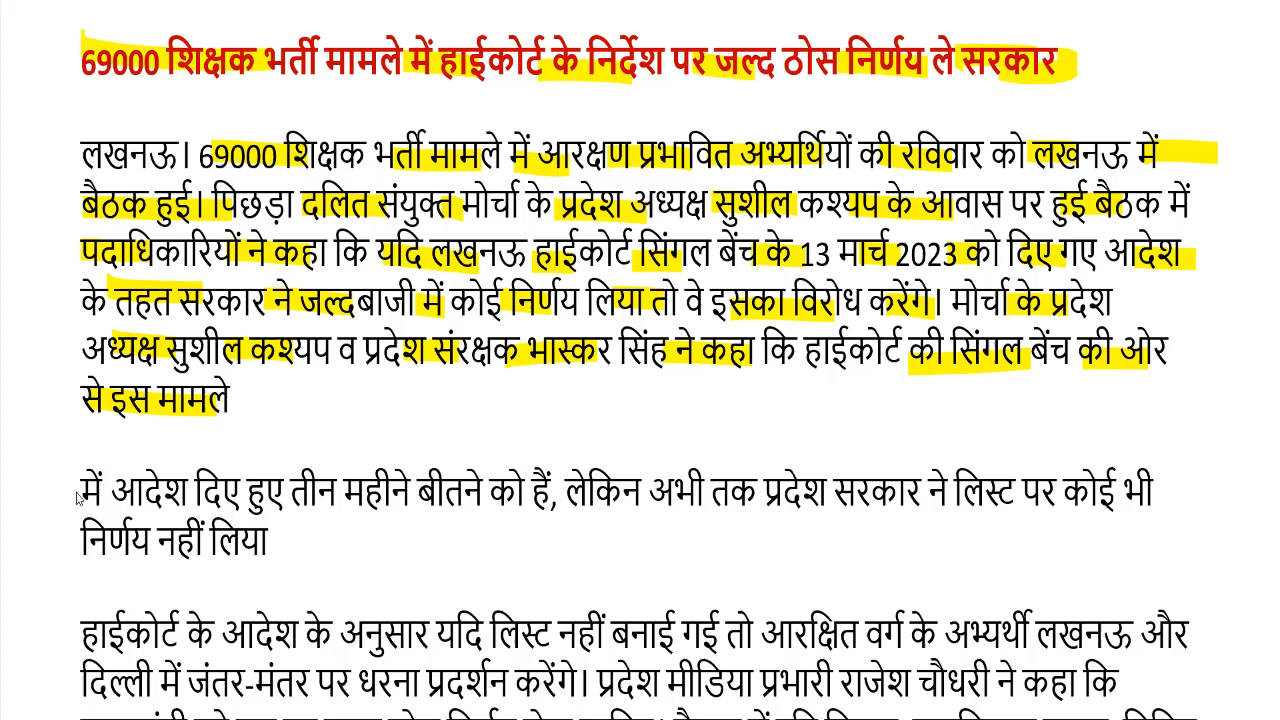 69000 शिक्षक भर्ती मामले में हाईकोर्ट के निर्देश पर जल्द ठोस निर्णय ले सरकार
लखनऊ। 69000 शिक्षक भर्ती मामले में आरक्षण प्रभावित अभ्यर्थियों की रविवार को लखनऊ में
बैठक हुई। पिछड़ा दलित संयुक्त मोर्चा के प्रदेश अध्यक्ष सुशील कश्यप के आवास पर हुई बैठक में
पदाधिकारियों ने कहा कि यदि लखनऊ हाईकोर्ट सिंगल बेंच के 13 मार्च 2023 को दिए गए आदेश
के तहत सरकार ने जल्दबाजी में कोई निर्णय लिया तो वे इसका विरोध करेंगे। मोर्चा के प्रदेश
अध्यक्ष सुशील कश्यप व प्रदेश संरक्षक भास्कर सिंह ने कहा कि हाईकोर्ट की सिंगल बेंच की ओर
से इस मामले
में आदेश दिए हुए तीन महीने बीतने को हैं, लेकिन अभी तक प्रदेश सरकार ने लिस्ट पर कोई भी
निर्णय नहीं लिया
हाईकोर्ट के आदेश के अनुसार यदि लिस्ट नहीं बनाई गई तो आरक्षित वर्ग के अभ्यर्थी लखनऊ और
दिल्ली में जंतर-मंतर पर धरना प्रदर्शन करेंगे। प्रदेश मीडिया प्रभारी राजेश चौधरी ने कहा कि